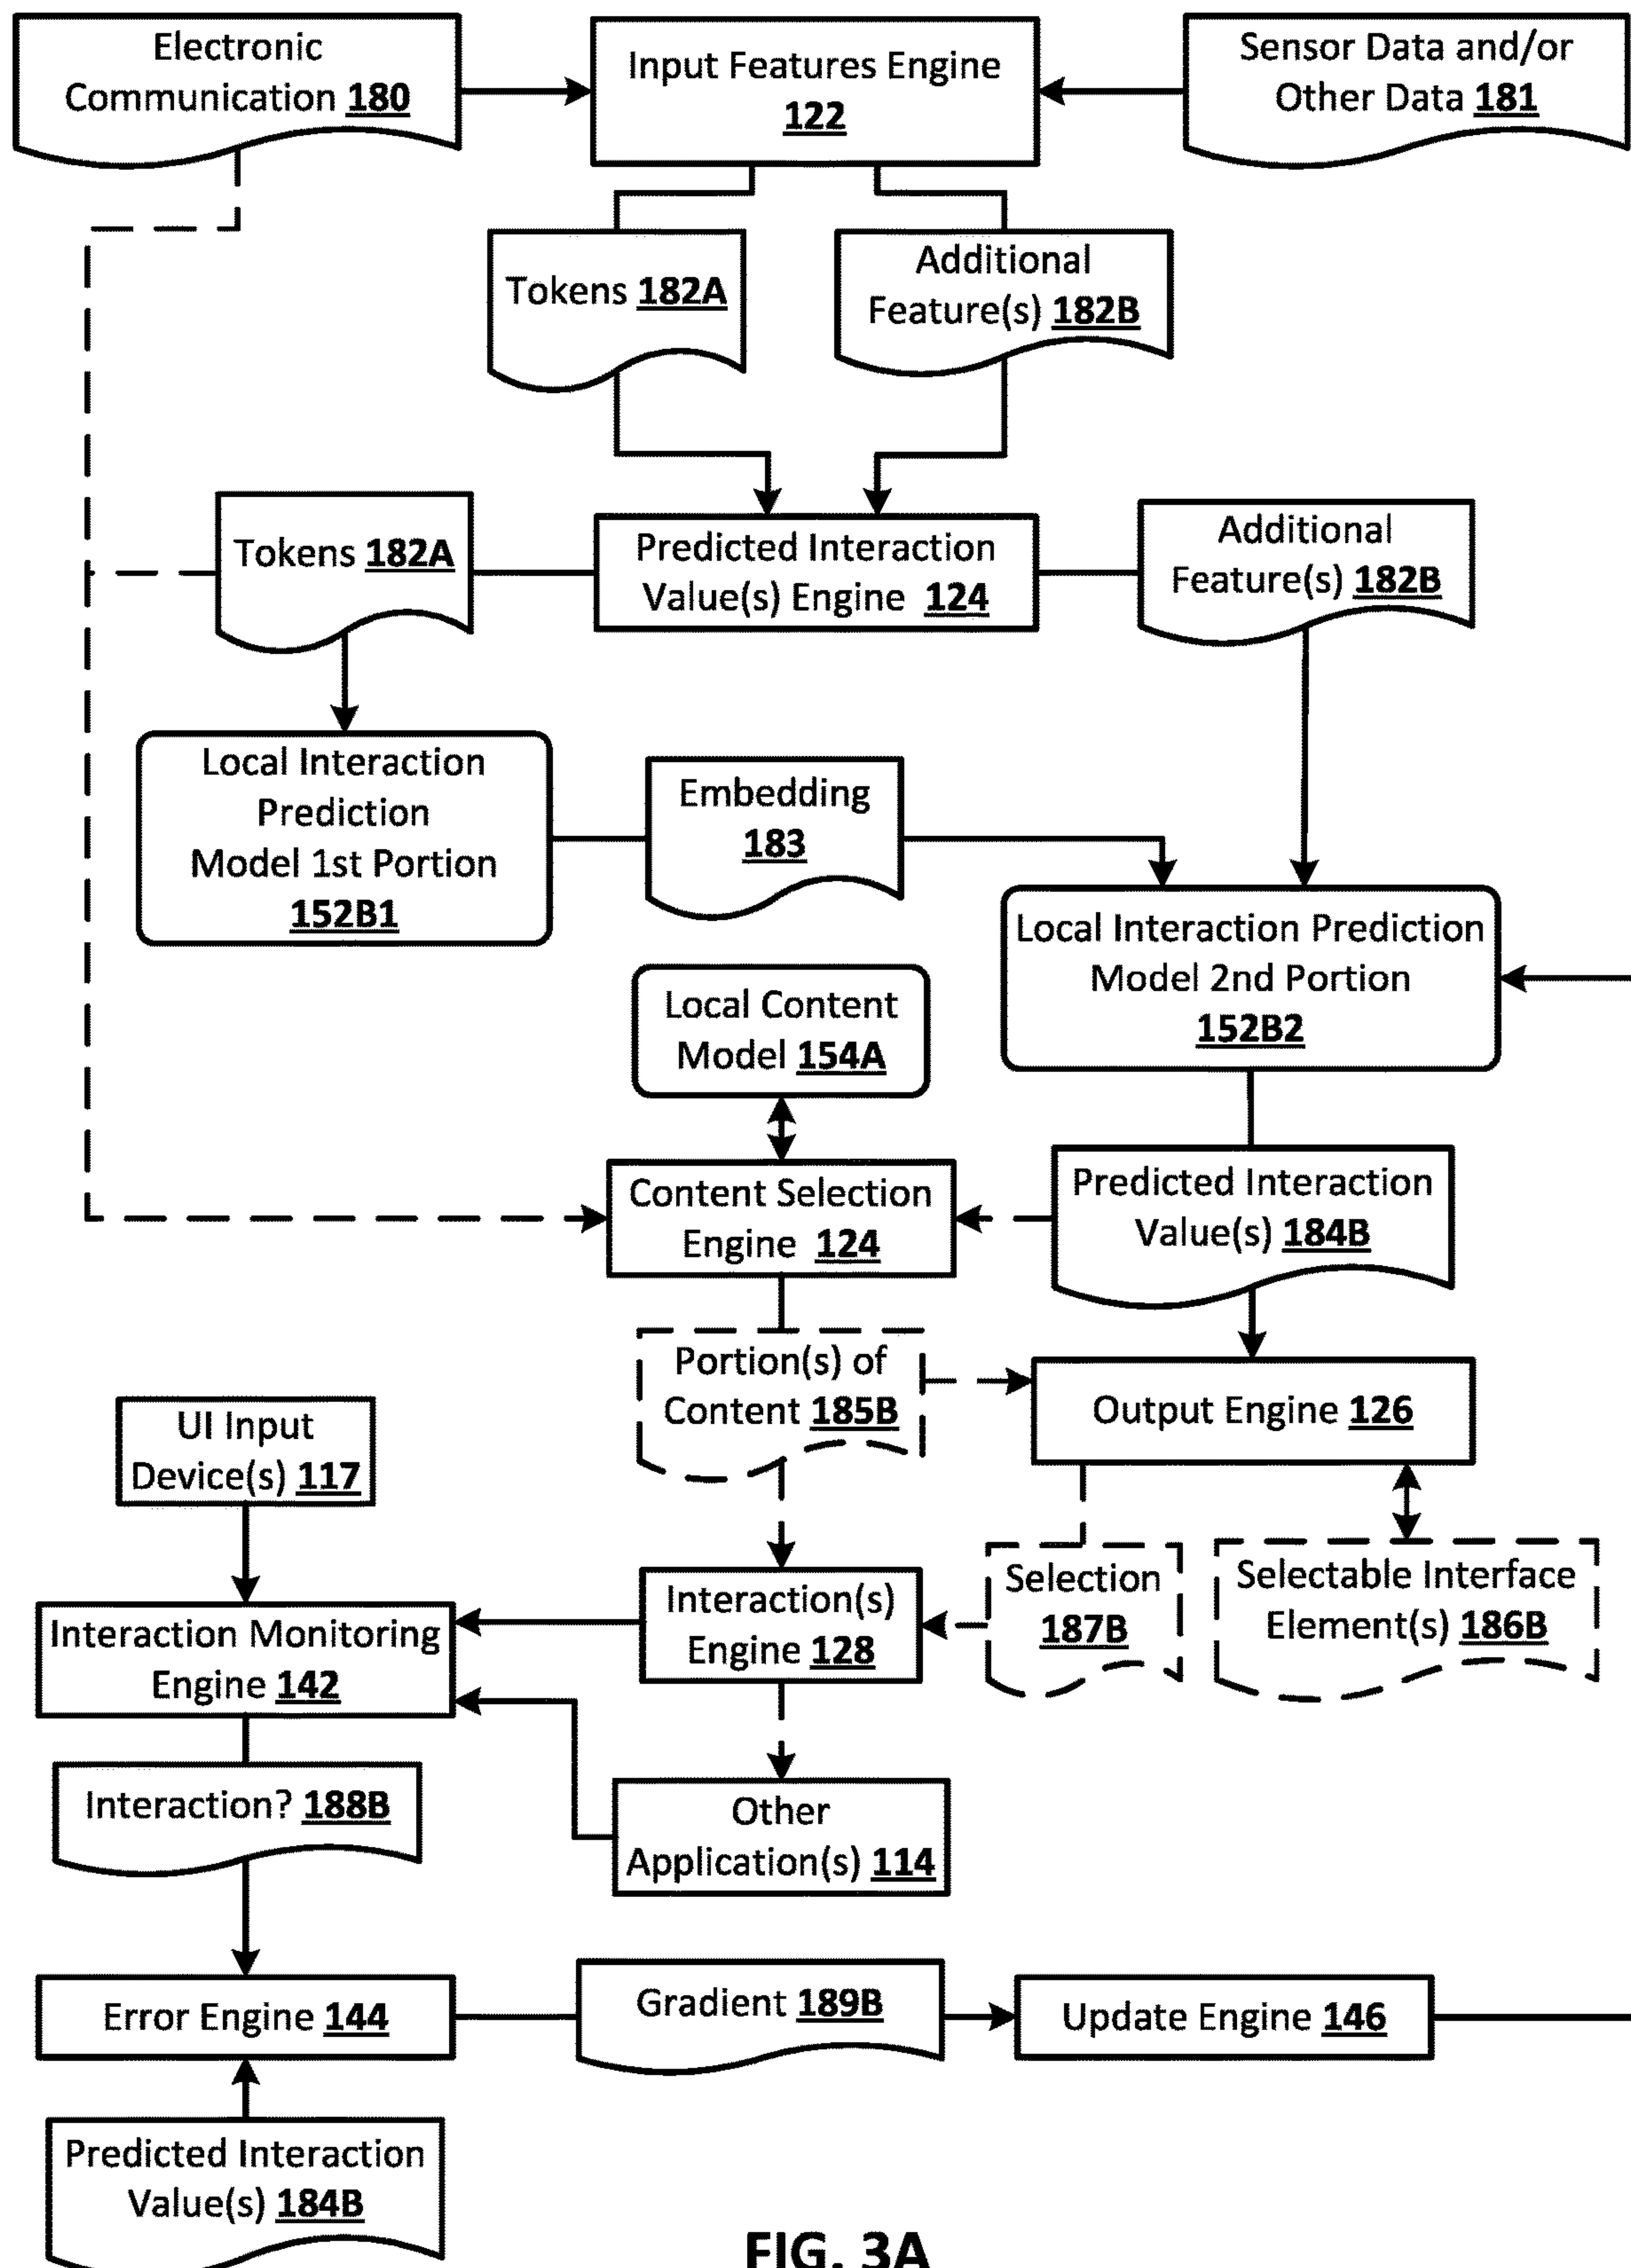 Electronic
Communication 180
Input Features Engine
122
Sensor Data and/or
Other Data 181
Tokens 182A
Additional
Feature(s) 182B
Tokens 182A
Predicted Interaction
Value(s) Engine 124
Additional
Feature(s) 182B
Local Interaction
Prediction
Model 1st Portion
152B1
Embedding
183
Local Interaction Prediction
Model 2nd Portion
152B2
Local Content
Model 154A
Content Selection
Engine 124
Predicted Interaction
Value(s) 184B
Portion(s) of
Content 185B
Output Engine 126
UI Input
Device(s) 117
Interaction Monitoring
Engine 142
Interaction(s)
Engine 128
Selection
187B
Selectable Interface
Element(s) 186B
Interaction? 188B
Other
Application(s) 114
Error Engine 144
Gradient 189B
Update Engine 146
Predicted Interaction
Value(s) 184B
FIG. 3A